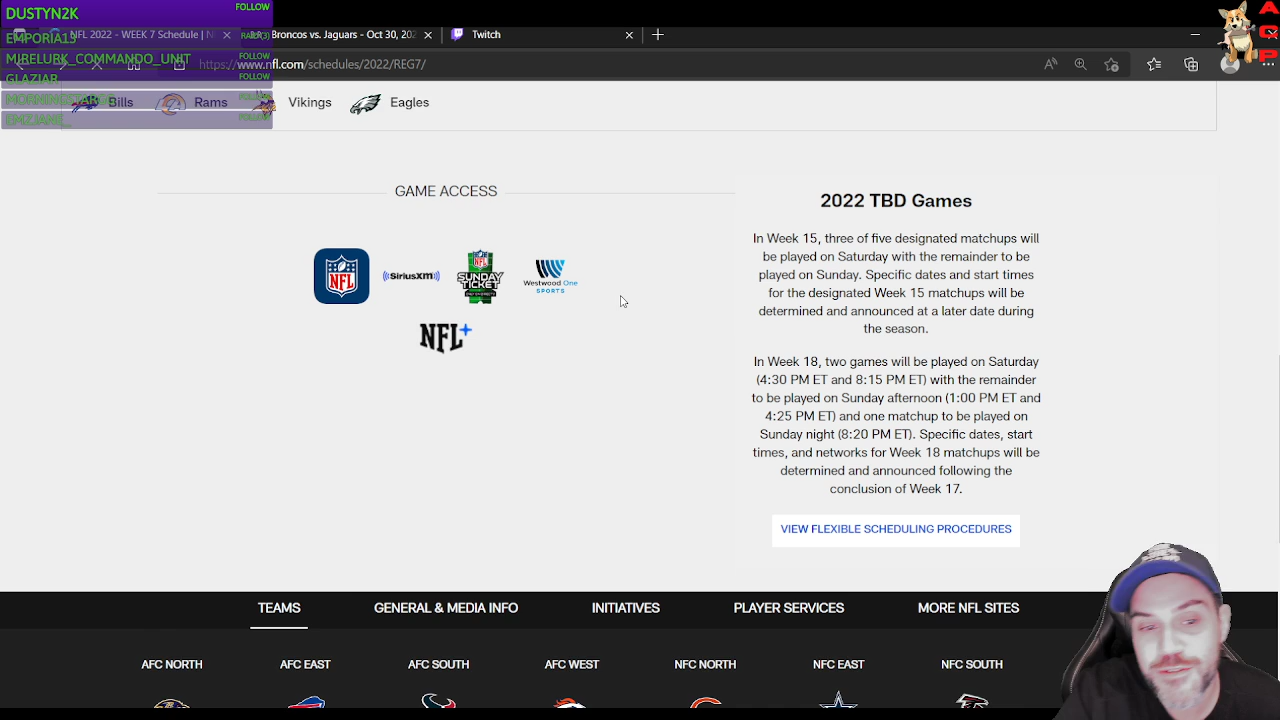 DUSTYN2K FOLLOW
EMPORIA13 RAID(3)
MIRELURK_COMMANDO_UNIT FOLLOW
GLAZIAR FOLLOW
FOLLOW
EMZJANE_ FOLLOW
NFL 2022 - WEEK 7 Schedule | N
Broncos vs. Jaguars - Oct 30, 202
Twitch
https://www.nfl.com/schedules/2022/REG7/
A
C
P
Bills Rams Vikings Eagles
GAME ACCESS
NFL
SiriusXM
NFL
SUNDAY
TICKET
Westwood One
SPORTS
NFL+
2022 TBD Games
In Week 15, three of five designated matchups will
be played on Saturday with the remainder to be
played on Sunday. Specific dates and start times
for the designated Week 15 matchups will be
determined and announced at a later date during
the season.
In Week 18, two games will be played on Saturday
(4:30 PM ET and 8:15 PM ET) with the remainder
to be played on Sunday afternoon (1:00 PM ET and
4:25 PM ET) and one matchup to be played on
Sunday night (8:20 PM ET). Specific dates, start
times, and networks for Week 18 matchups will be
determined and announced following the
conclusion of Week 17.
VIEW FLEXIBLE SCHEDULING PROCEDURES
TEAMS GENERAL & MEDIA INFO INITIATIVES PLAYER SERVICES MORE NFL SITES
AFC NORTH AFC EAST AFC SOUTH AFC WEST NFC NORTH NFC EAST NFC SOUTH